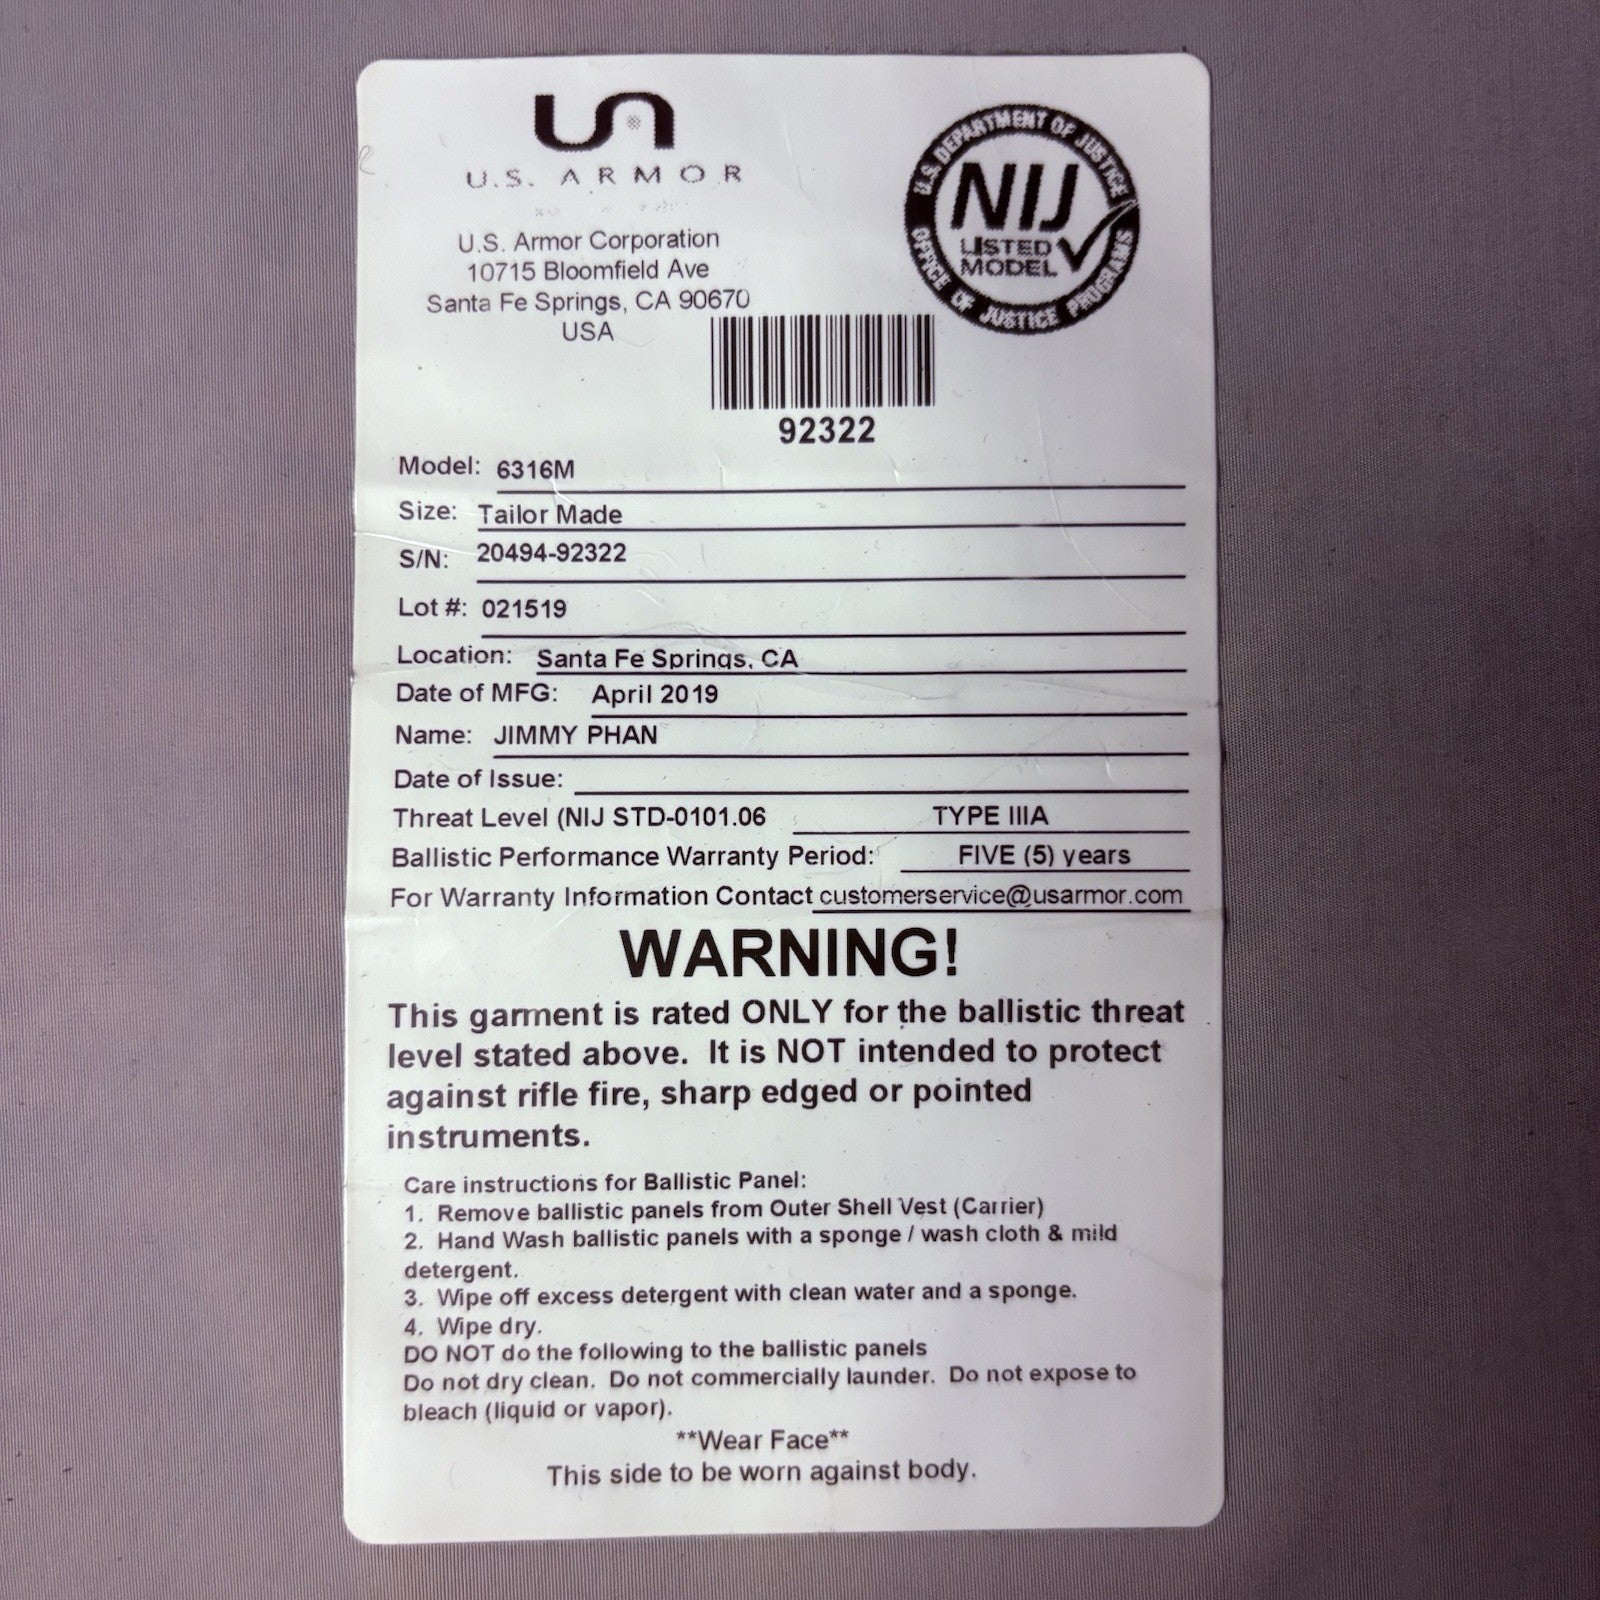 U.S. ARMOR
U.S. Armor Corporation
10715 Bloomfield Ave
Santa Fe Springs, CA 90670
USA
U.S. DEPARTMENT OF JUSTICE
NIJ
LISTED
MODEL
OFFICE OF JUSTICE PROGRAMS
92322
Model: 6316M
Size: Tailor Made
S/N: 20494-92322
Lot #: 021519
Location: Santa Fe Springs, CA
Date of MFG: April 2019
Name: JIMMY PHAN
Date of Issue:
Threat Level (NIJ STD-0101.06 TYPE IIIA
Ballistic Performance Warranty Period: FIVE (5) years
For Warranty Information Contact customerservice@usarmor.com
WARNING!
This garment is rated ONLY for the ballistic threat
level stated above. It is NOT intended to protect
against rifle fire, sharp edged or pointed
instruments.
Care instructions for Ballistic Panel:
1. Remove ballistic panels from Outer Shell Vest (Carrier)
2. Hand Wash ballistic panels with a sponge / wash cloth & mild
detergent.
3. Wipe off excess detergent with clean water and a sponge.
4. Wipe dry.
DO NOT do the following to the ballistic panels
Do not dry clean. Do not commercially launder. Do not expose to
bleach (liquid or vapor).
**Wear Face**
This side to be worn against body.